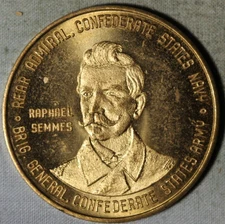 REAR ADMIRAL, CONFEDERATE STATES NAVY
RAPHAEL
SEMMES
BRIG. GENERAL, CONFEDERATE STATES ARMY